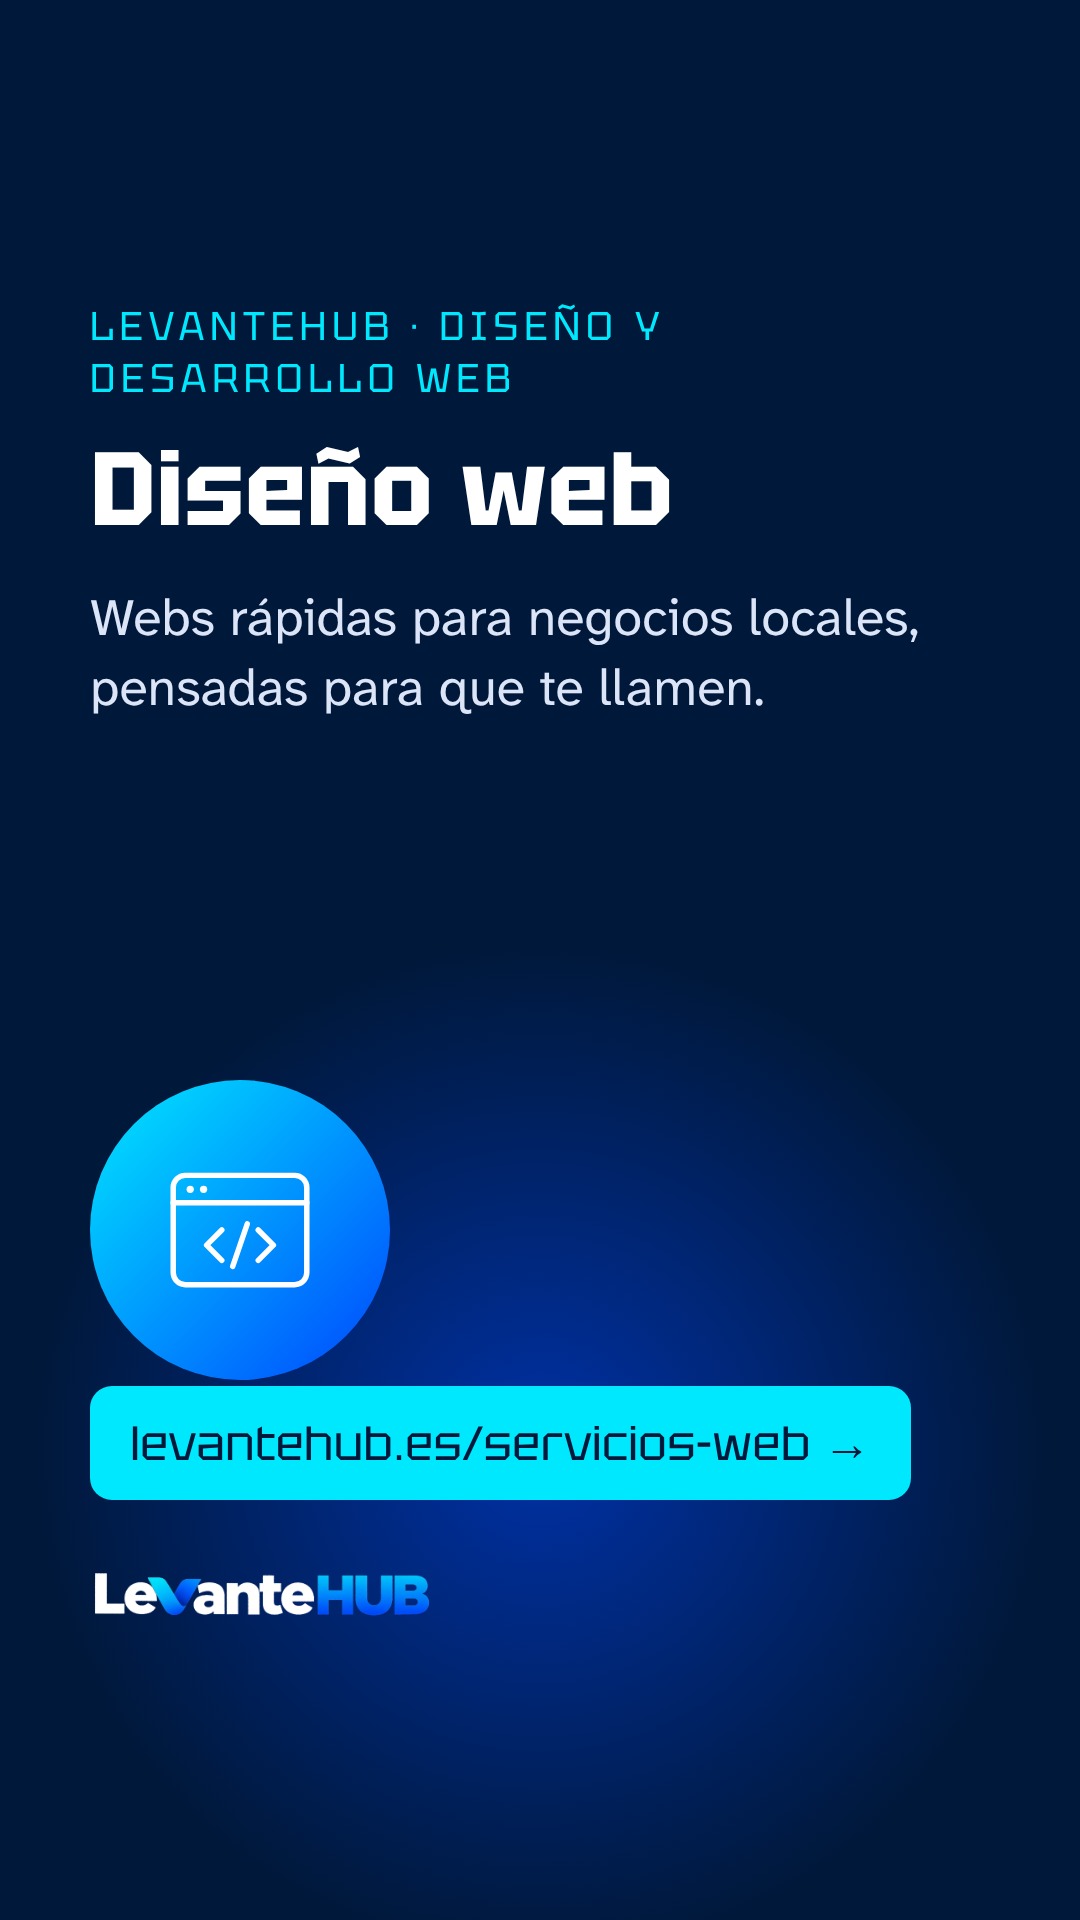 LEVANTEHUB · DISEÑO Y
DESARROLLO WEB
Diseño web
Webs rápidas para negocios locales,
pensadas para que te llamen.
</>
levantehub.es/servicios-web →
LevanteHUB